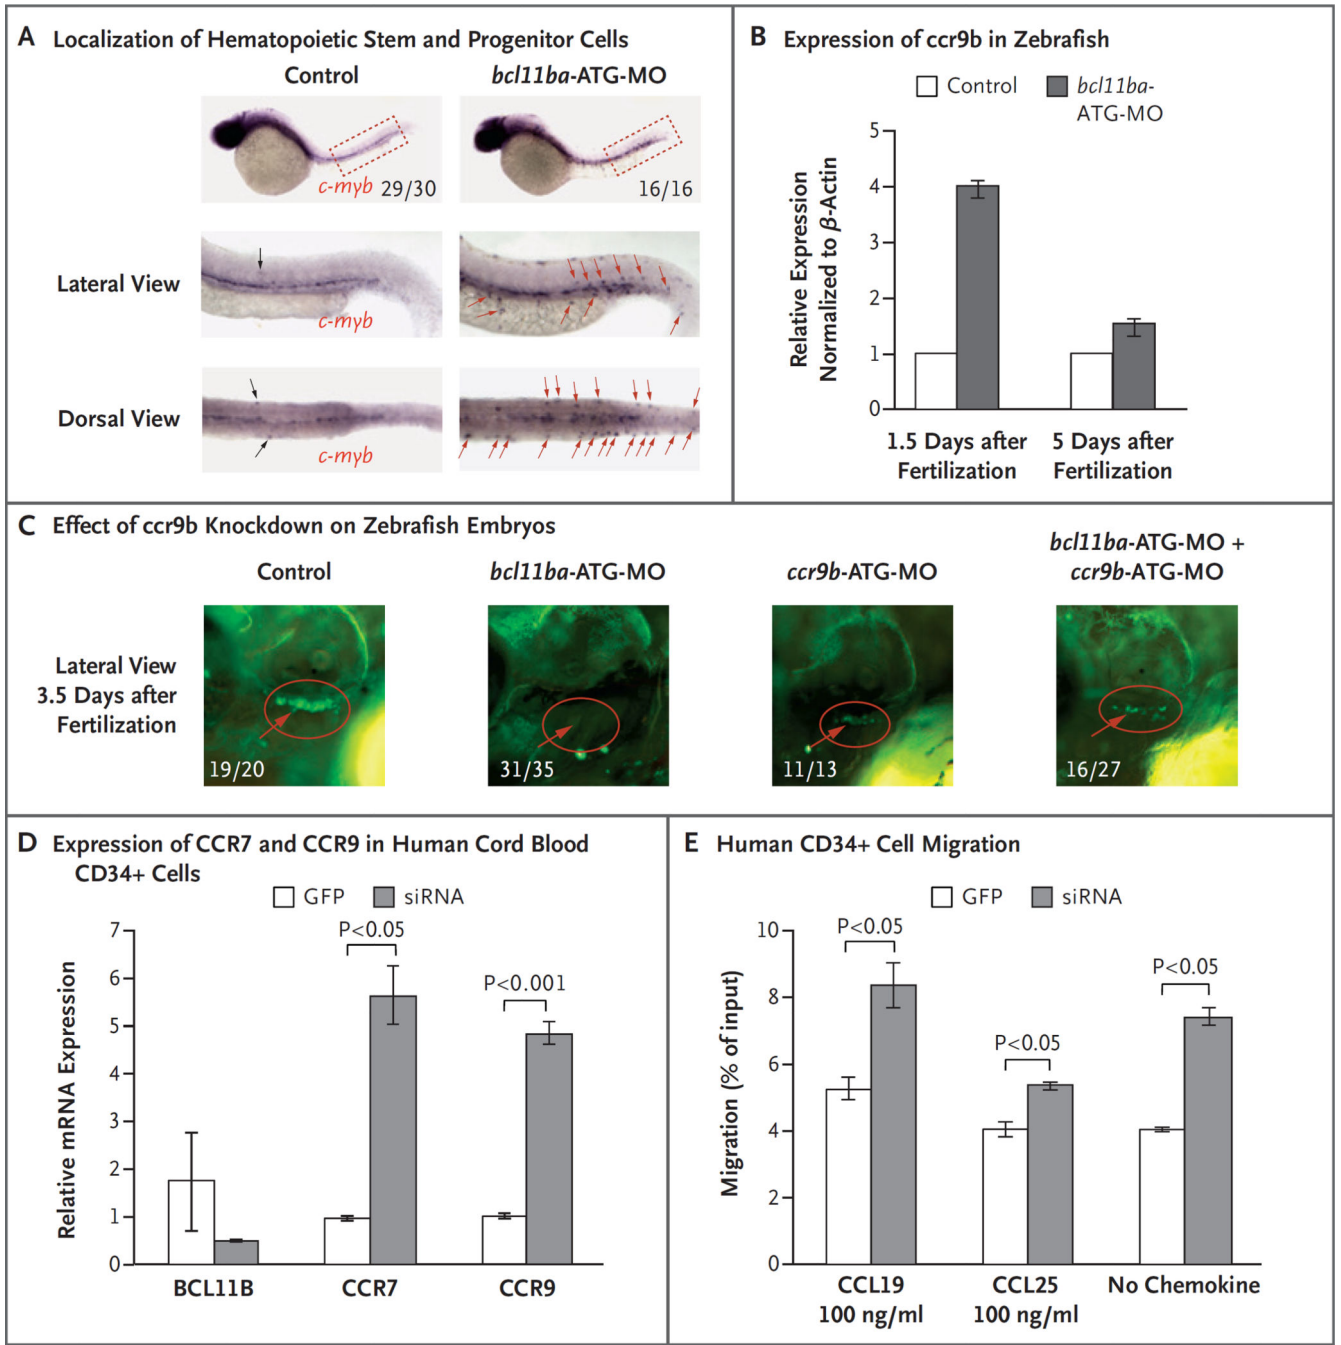 A Localization of Hematopoietic Stem and Progenitor Cells
Control
bcl11ba-ATG-MO
c-myb 29/30
16/16
Lateral View
c-myb
Dorsal View
c-myb
B Expression of ccr9b in Zebrafish
Control
bcl11ba-
ATG-MO
Relative Expression
Normalized to β-Actin
5
4
3
2
1
0
1.5 Days after
Fertilization
5 Days after
Fertilization
C Effect of ccr9b Knockdown on Zebrafish Embryos
Control
bcl11ba-ATG-MO
ccr9b-ATG-MO
bcl11ba-ATG-MO +
ccr9b-ATG-MO
Lateral View
3.5 Days after
Fertilization
19/20
31/35
11/13
16/27
D Expression of CCR7 and CCR9 in Human Cord Blood
CD34+ Cells
GFP
siRNA
Relative mRNA Expression
7
6
5
4
3
2
1
0
P<0.05
P<0.001
BCL11B
CCR7
CCR9
E Human CD34+ Cell Migration
GFP
siRNA
Migration (% of input)
10
8
6
4
2
0
P<0.05
P<0.05
P<0.05
CCL19
100 ng/ml
CCL25
100 ng/ml
No Chemokine